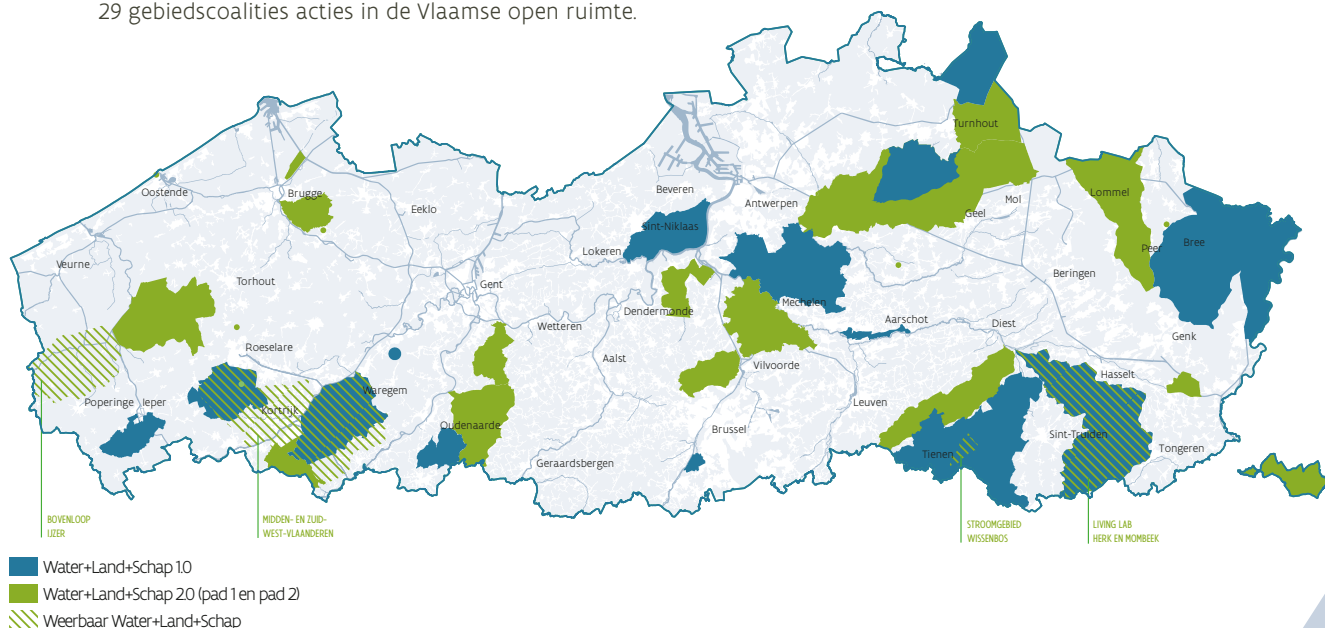 29 gebiedscoalities acties in de Vlaamse open ruimte.
Turnhout
Lommel
Oostende
Brugge
Beveren
Antwerpen
Mol
Eeklo
Geel
Sint-Niklaas
Bree
Peer
Lokeren
Veurne
Beringen
Torhout
Gent
Mechelen
Dendermonde
Aarschot
Diest
Wetteren
Genk
Roeselare
Aalst
Vilvoorde
Hasselt
Waregem
Poperinge
Ieper
Kortrijk
Leuven
Oudenaarde
Brussel
Sint-Truiden
Tongeren
Tienen
Geraardsbergen
BOVENLOOP
IJZER
MIDDEN- EN ZUID-
WEST-VLAANDEREN
STROOMGEBIED
WISSENBOS
LIVING LAB
HERK EN MOMBEEK
Water+Land+Schap 1.0
Water+Land+Schap 2.0 (pad 1 en pad 2)
Weerbaar Water+Land+Schap